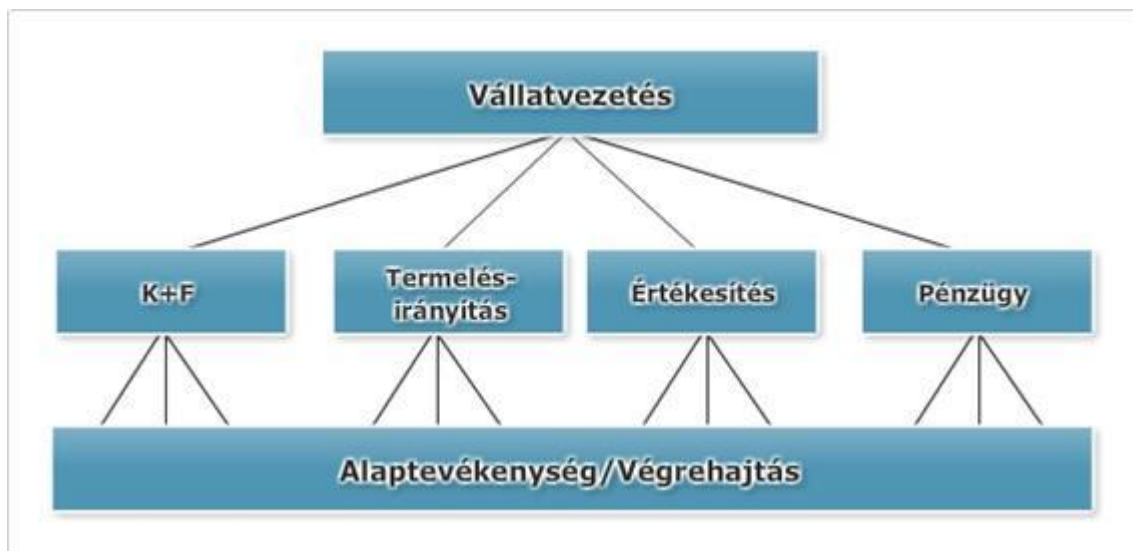 Vállatvezetés
K+F
Termelés-
irányítás
Értékesítés
Pénzügy
Alaptevékenység/Végrehajtás